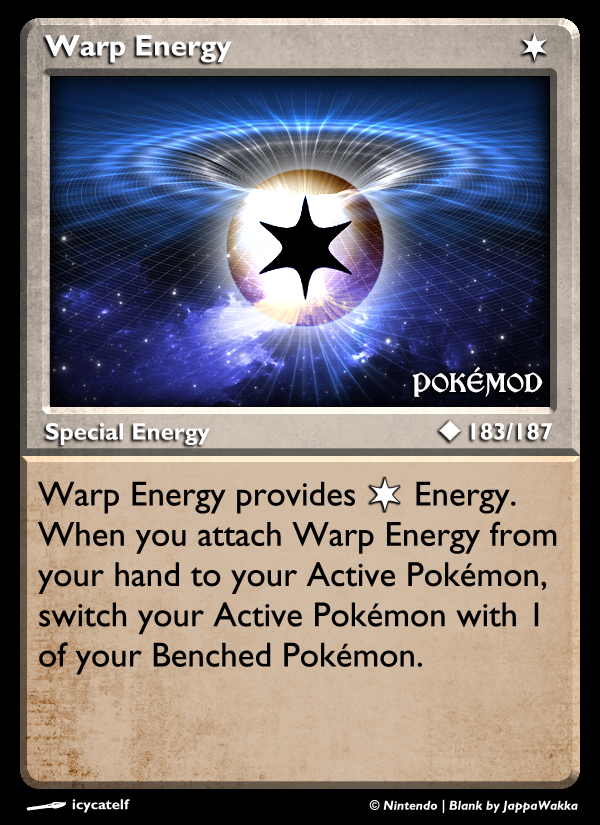 Warp Energy
POKÉMOD
Special Energy 183/187
Warp Energy provides Energy.
When you attach Warp Energy from
your hand to your Active Pokémon,
switch your Active Pokémon with 1
of your Benched Pokémon.
icycatelf © Nintendo | Blank by JappaWakka